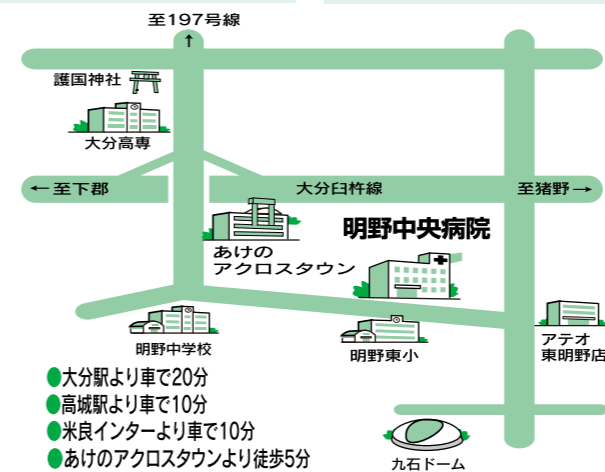 至197号線
↑
護国神社
大分高専
←至下郡
大分臼杵線
至猪野→
明野中央病院
あけの
アクロスタウン
明野中学校
明野東小
アテオ
東明野店
●大分駅より車で20分
●高城駅より車で10分
●米良インターより車で10分
●あけのアクロスタウンより徒歩5分
九石ドーム